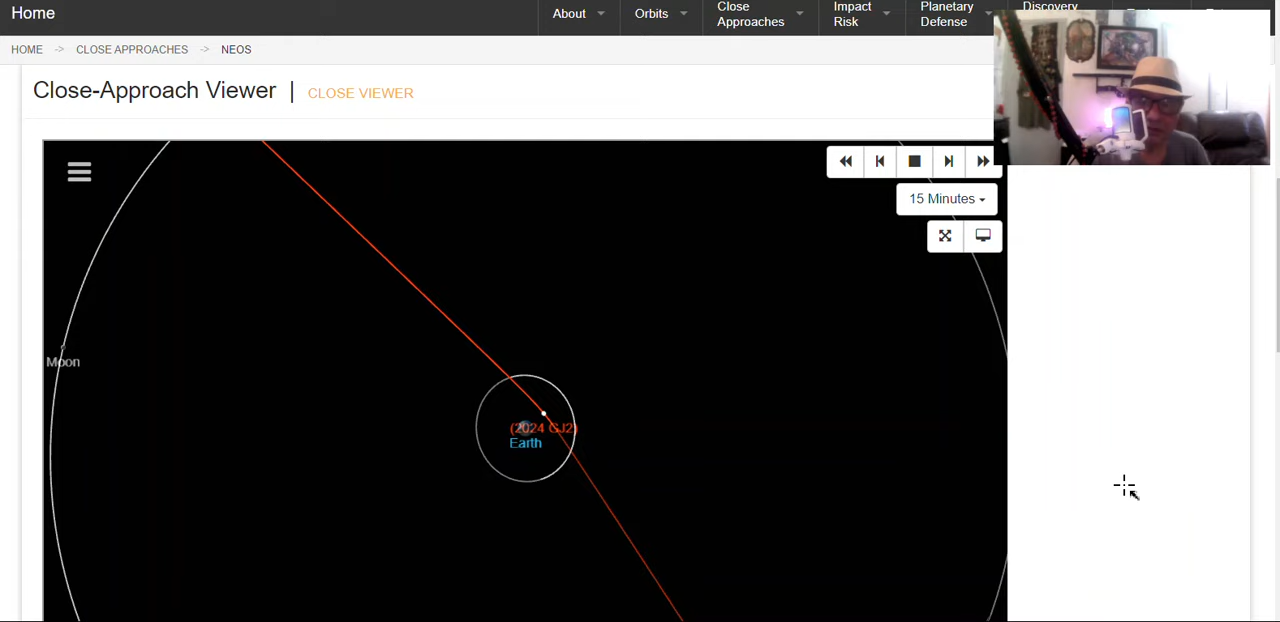 Home
About
Orbits
Close
Approaches
Impact
Risk
Planetary
Defense
Discovery
HOME -> CLOSE APPROACHES -> NEOS
Close-Approach Viewer | CLOSE VIEWER
15 Minutes
Moon
(2024 GJ2)
Earth